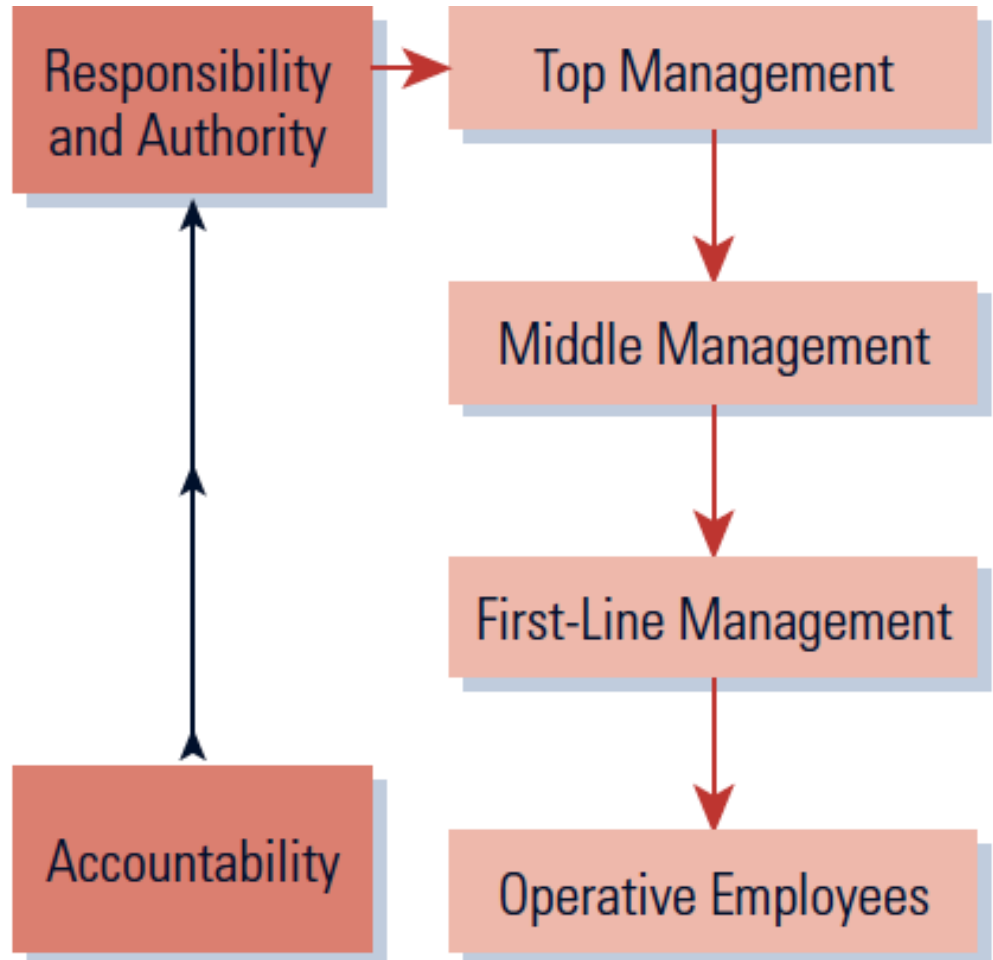 Responsibility
and Authority
Top Management
Middle Management
First-Line Management
Accountability
Operative Employees